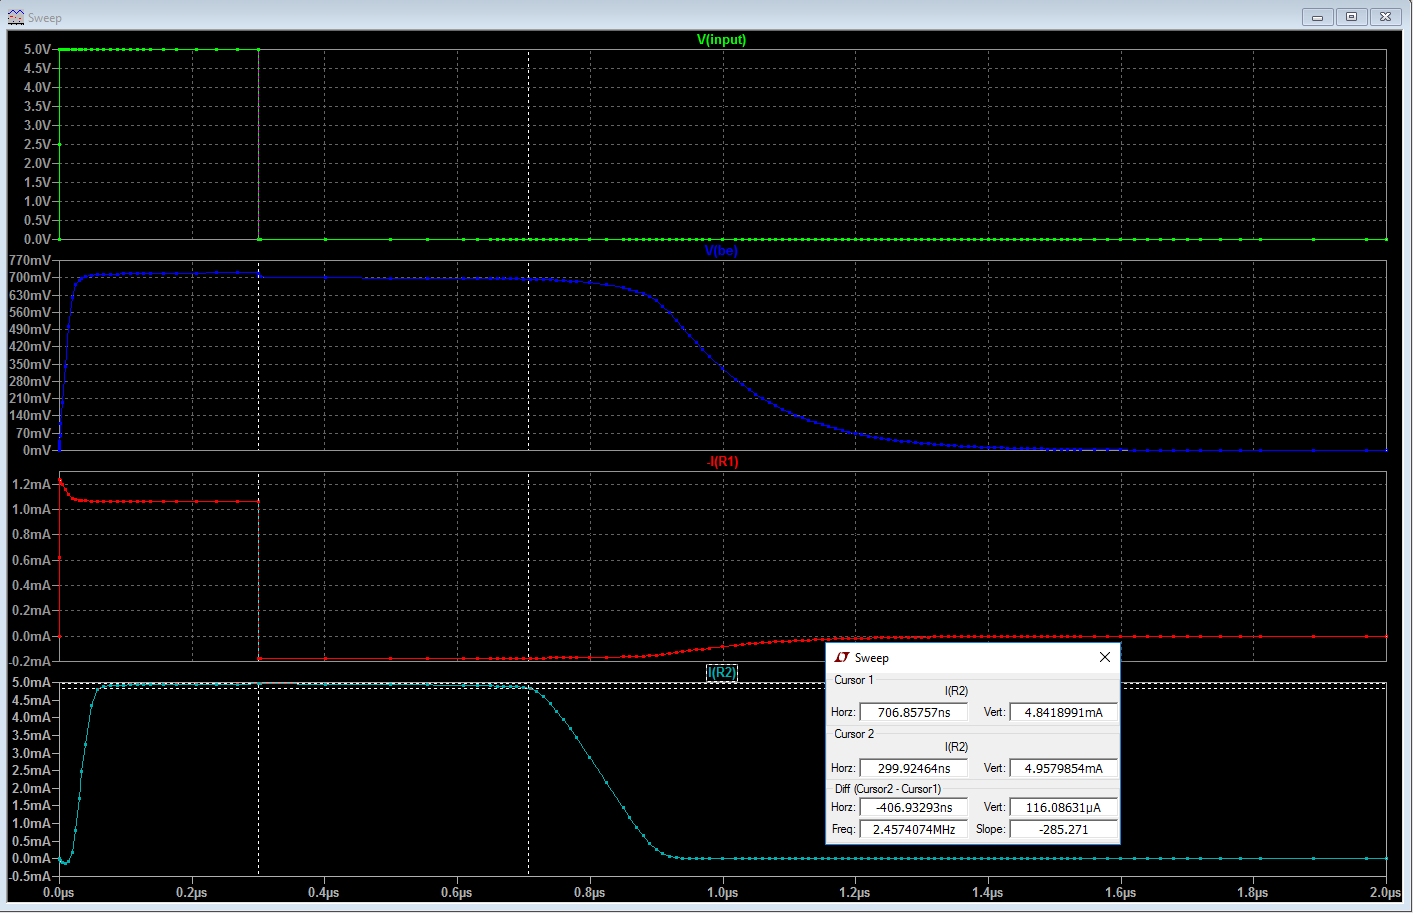 Sweep
V(input)
5.0V
4.5V
4.0V
3.5V
3.0V
2.5V
2.0V
1.5V
1.0V
0.5V
0.0V
V(be)
770mV
700mV
630mV
560mV
490mV
420mV
350mV
280mV
210mV
140mV
70mV
0mV
-I(R1)
1.2mA
1.0mA
0.8mA
0.6mA
0.4mA
0.2mA
0.0mA
-0.2mA
I(R2)
5.0mA
4.5mA
4.0mA
3.5mA
3.0mA
2.5mA
2.0mA
1.5mA
1.0mA
0.5mA
0.0mA
-0.5mA
0.0µs 0.2µs 0.4µs 0.6µs 0.8µs 1.0µs 1.2µs 1.4µs 1.6µs 1.8µs 2.0µs
Sweep
Cursor 1
I(R2)
Horz: 706.85757ns Vert: 4.8418991mA
Cursor 2
I(R2)
Horz: 299.92464ns Vert: 4.9579854mA
Diff (Cursor2 - Cursor1)
Horz: -406.93293ns Vert: 116.08631µA
Freq: 2.4574074MHz Slope: -285.271